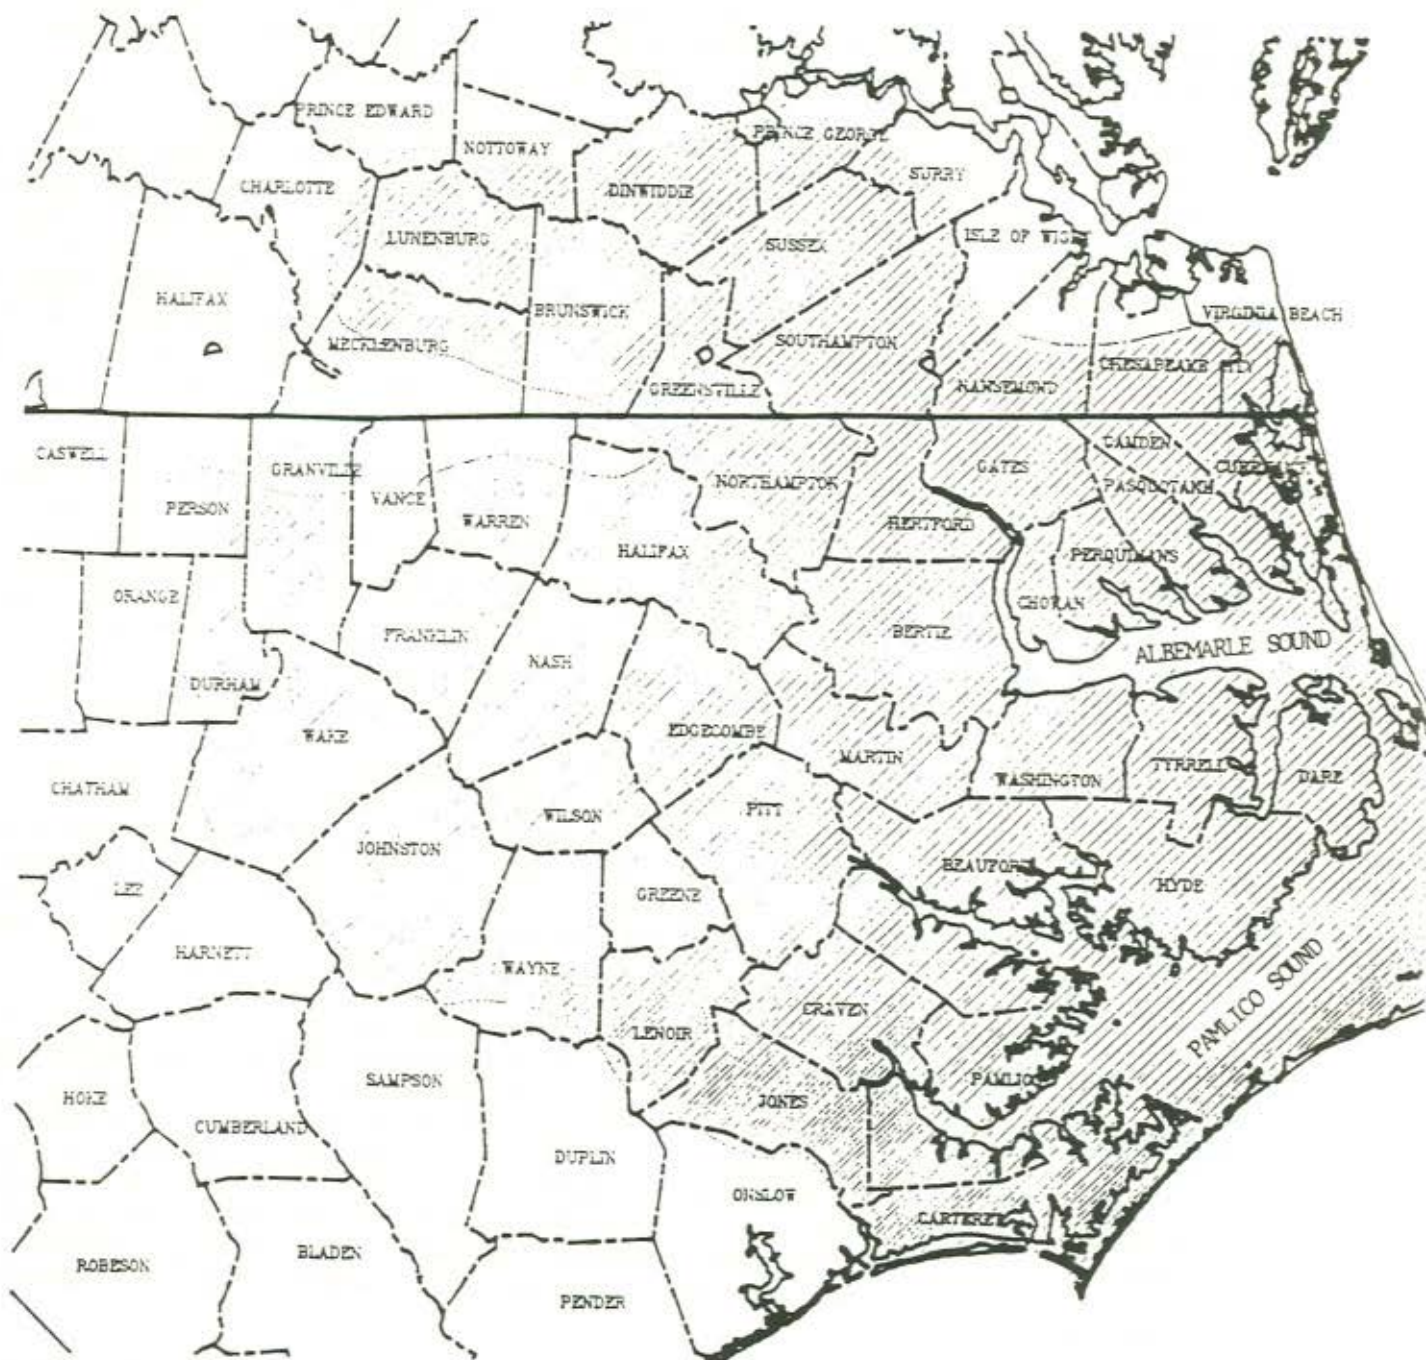 PRINCE EDWARD
NOTTOWAY
PRINCE GEORGE
CHARLOTTE
DINWIDDIE
SURRY
LUNENBURG
SUSSEX
ISLE OF WIG
HALIFAX
BRUNSWICK
VIRGINIA BEACH
MECKLENBURG
SOUTHAMPTON
CHESAPEAKE
GREENSVILLE
NANSEMOWD
CASWELL
GRANVILLE
CAMDEN
PERSON
VANCE
WARREN
NORTHAMPTON
GATES
PASQUOTANK
HERTFORD
HALIFAX
PERQUIMANS
ORANGE
FRANKLIN
CHOWAN
BERTIE
ALBEMARLE SOUND
NASH
DURHAM
WAKE
EDGECOMBE
MARTIN
WASHINGTON
TYRRELL
DARE
CHATHAM
WILSON
PITT
JOHNSTON
BEAUFORT
LEE
GREENE
HYDE
HARNETT
WAYNE
CRAVEN
PAMLICO SOUND
LENOIR
HOKE
SAMPSON
PAMLICO
JONES
CUMBERLAND
DUPLIN
ONSLOW
CARTERET
ROBESON
BLADEN
PENDER